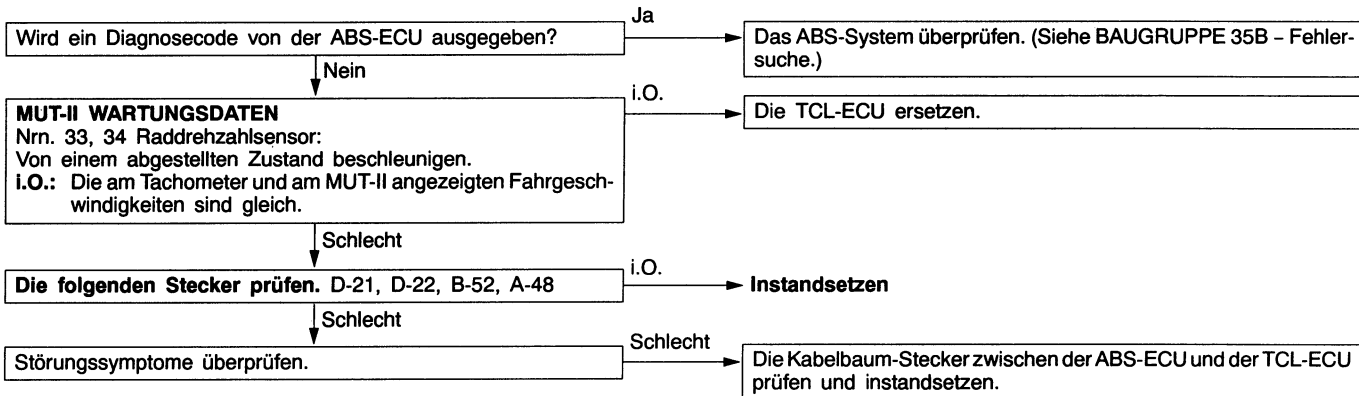 Wird ein Diagnosecode von der ABS-ECU ausgegeben?
Ja
Das ABS-System überprüfen. (Siehe BAUGRUPPE 35B – Fehler-
suche.)
Nein
MUT-II WARTUNGSDATEN
Nrn. 33, 34 Raddrehzahlsensor:
Von einem abgestellten Zustand beschleunigen.
i.O.: Die am Tachometer und am MUT-II angezeigten Fahrgesch-
windigkeiten sind gleich.
i.O.
Die TCL-ECU ersetzen.
Schlecht
Die folgenden Stecker prüfen. D-21, D-22, B-52, A-48
i.O.
Instandsetzen
Schlecht
Störungssymptome überprüfen.
Schlecht
Die Kabelbaum-Stecker zwischen der ABS-ECU und der TCL-ECU
prüfen und instandsetzen.